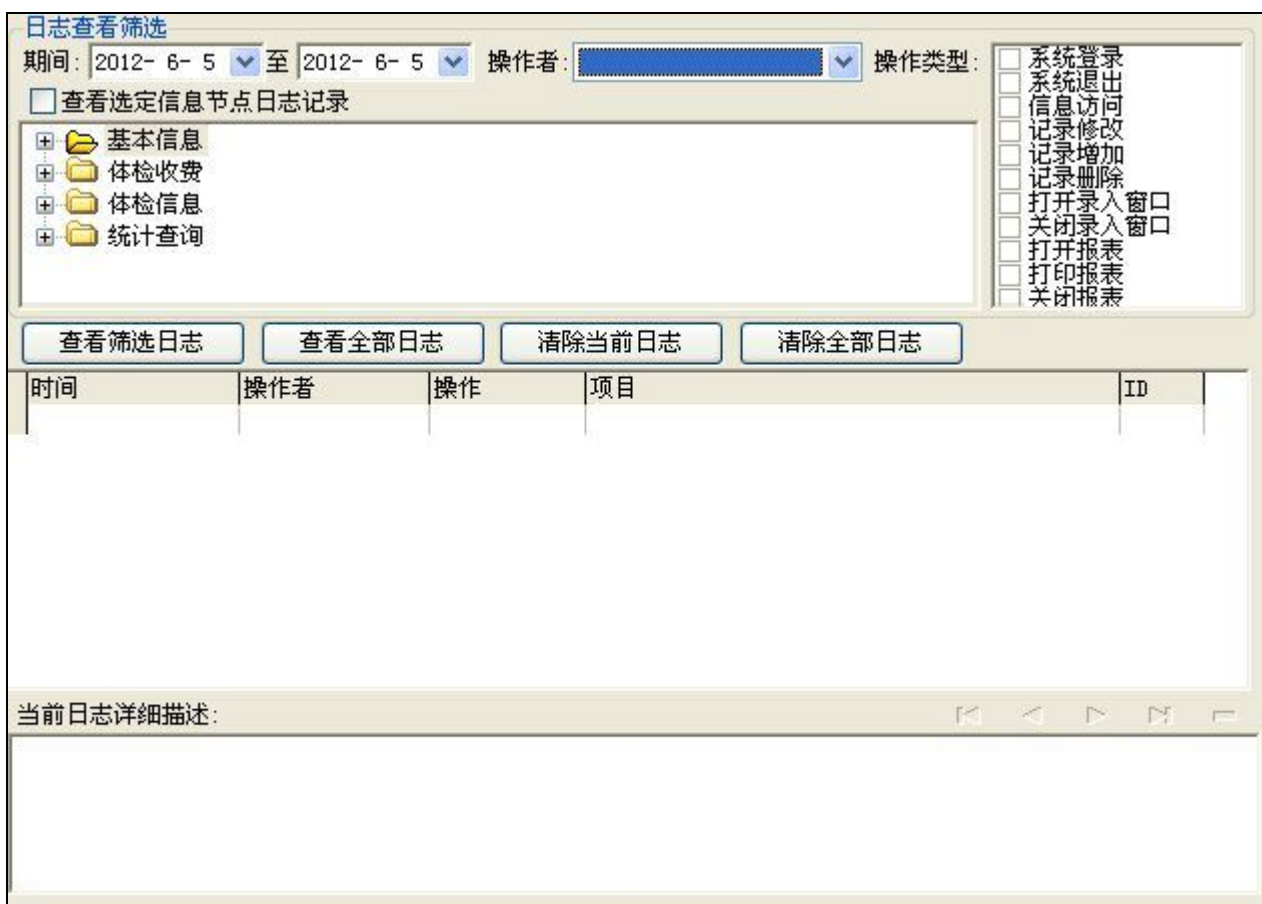 日志查看筛选
期间: 2012- 6- 5 至 2012- 6- 5 操作者: 操作类型:
系统登录
系统退出
信息访问
记录修改
记录增加
记录删除
打开录入窗口
关闭录入窗口
打开报表
打印报表
关闭报表
查看选定信息节点日志记录
基本信息
体检收费
体检信息
统计查询
查看筛选日志 查看全部日志 清除当前日志 清除全部日志
时间 操作者 操作 项目 ID
当前日志详细描述: